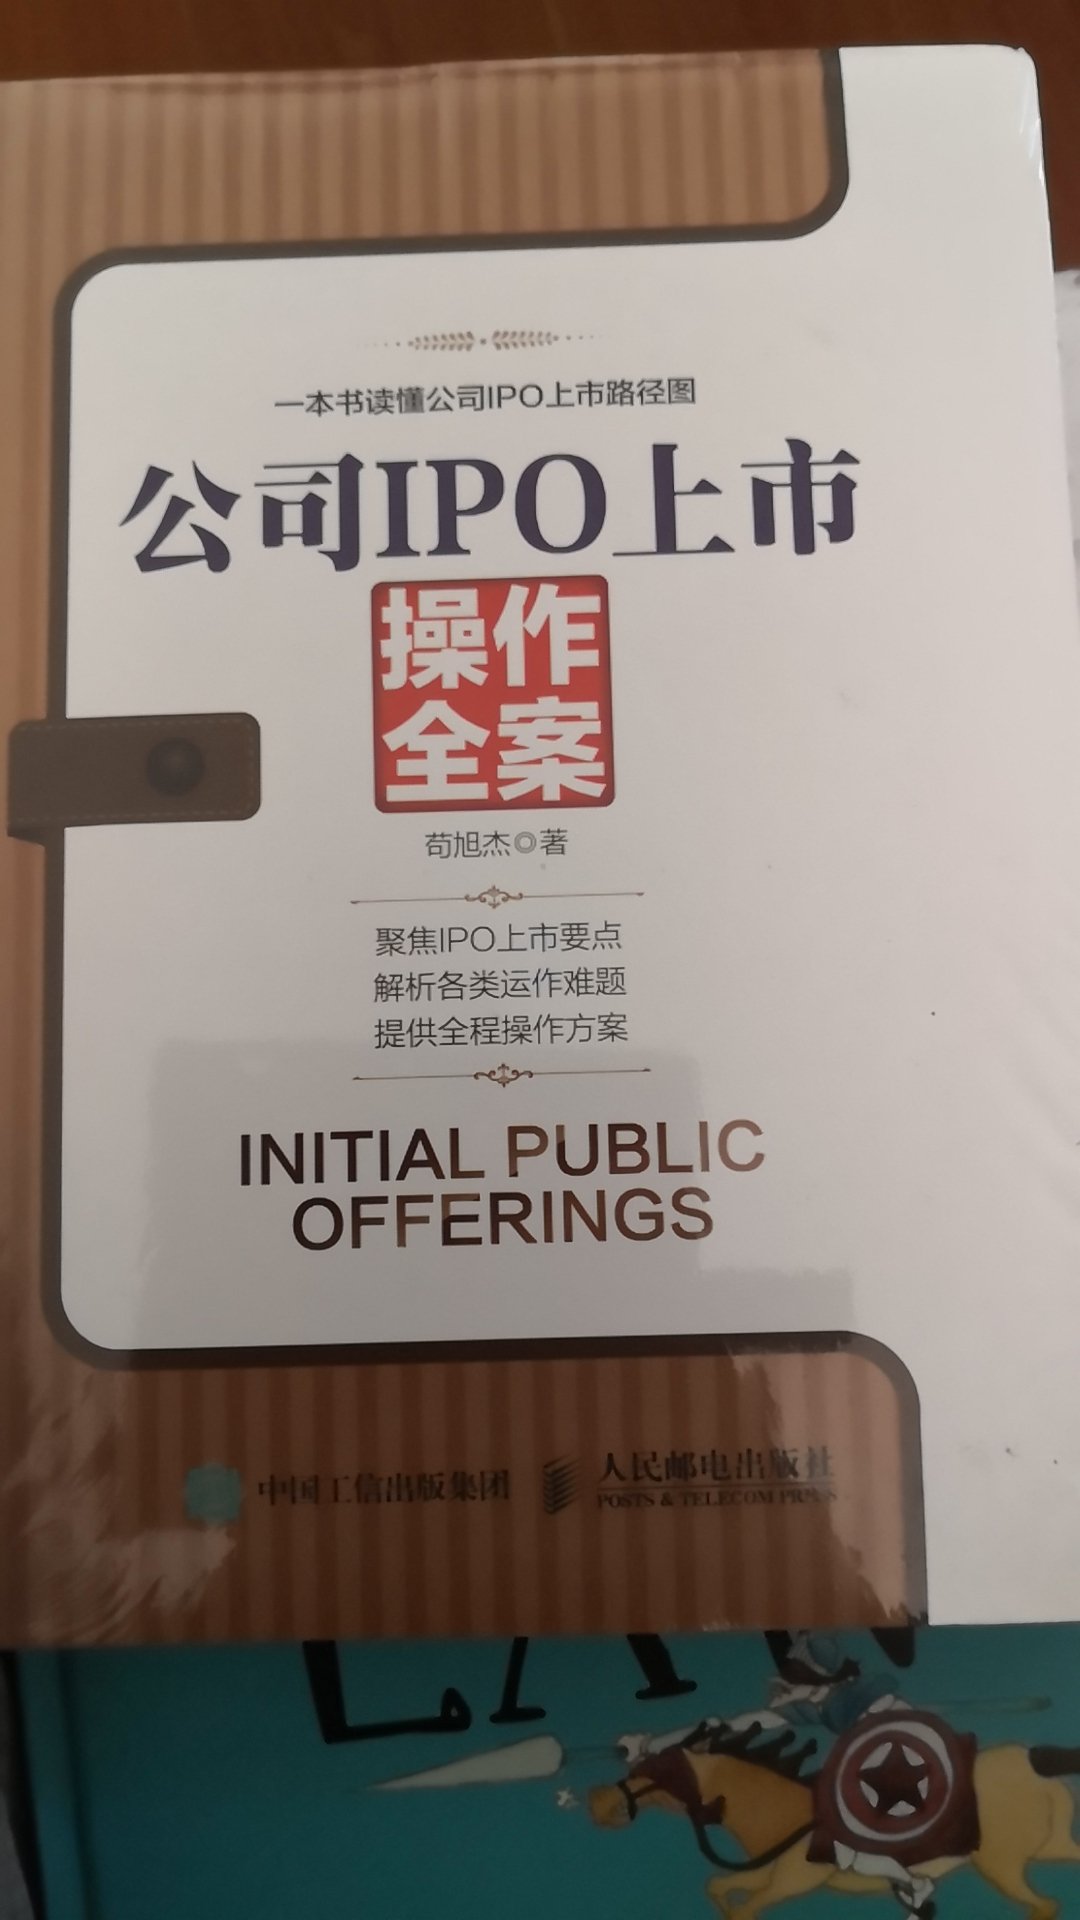 一本书读懂公司IPO上市路径图
公司IPO上市
操作
全案
苟旭杰◎著
聚焦IPO上市要点
解析各类运作难题
提供全程操作方案
INITIAL PUBLIC
OFFERINGS
中国工信出版集团
人民邮电出版社
POSTS & TELECOM PRESS